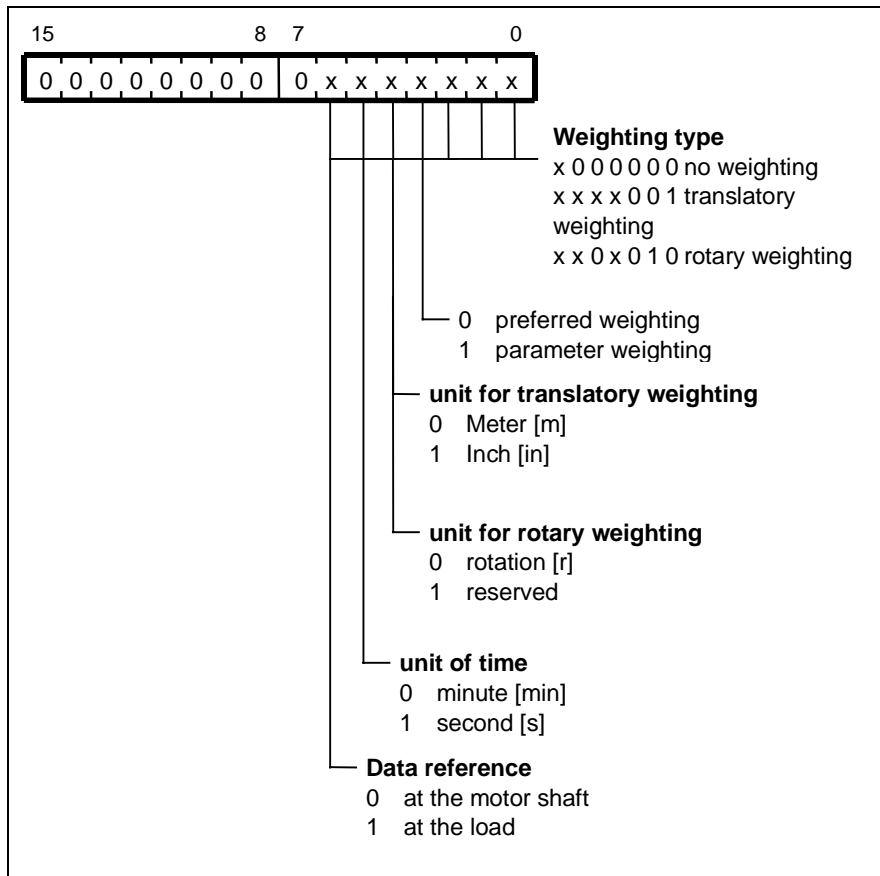 15 8 7 0
0 0 0 0 0 0 0 0 0 x x x x x x x
Weighting type
x 0 0 0 0 0 0 no weighting
x x x x 0 0 1 translatory
weighting
x x 0 x 0 1 0 rotary weighting
0 preferred weighting
1 parameter weighting
unit for translatory weighting
0 Meter [m]
1 Inch [in]
unit for rotary weighting
0 rotation [r]
1 reserved
unit of time
0 minute [min]
1 second [s]
Data reference
0 at the motor shaft
1 at the load